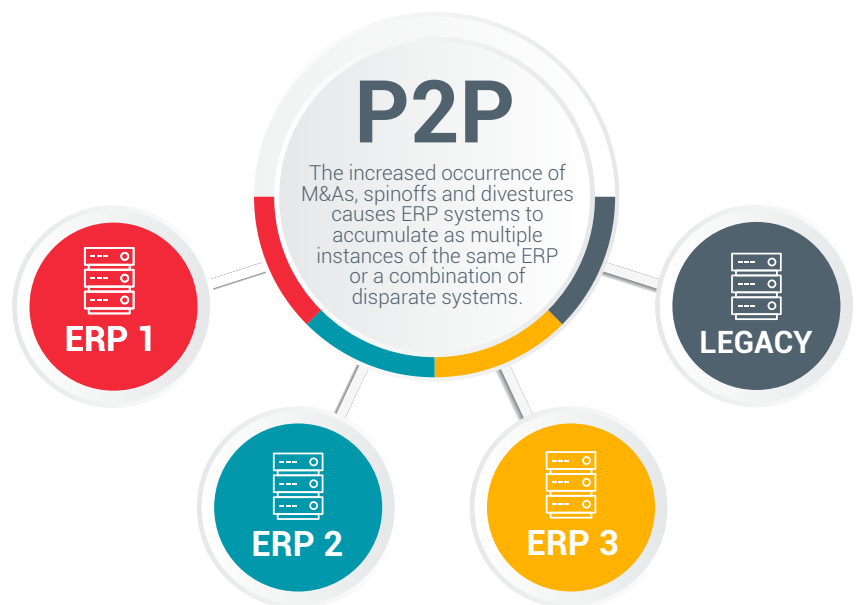 P2P
The increased occurrence of
M&As, spinoffs and divestures
causes ERP systems to
accumulate as multiple
instances of the same ERP
or a combination of
disparate systems.
ERP 1
LEGACY
ERP 2
ERP 3